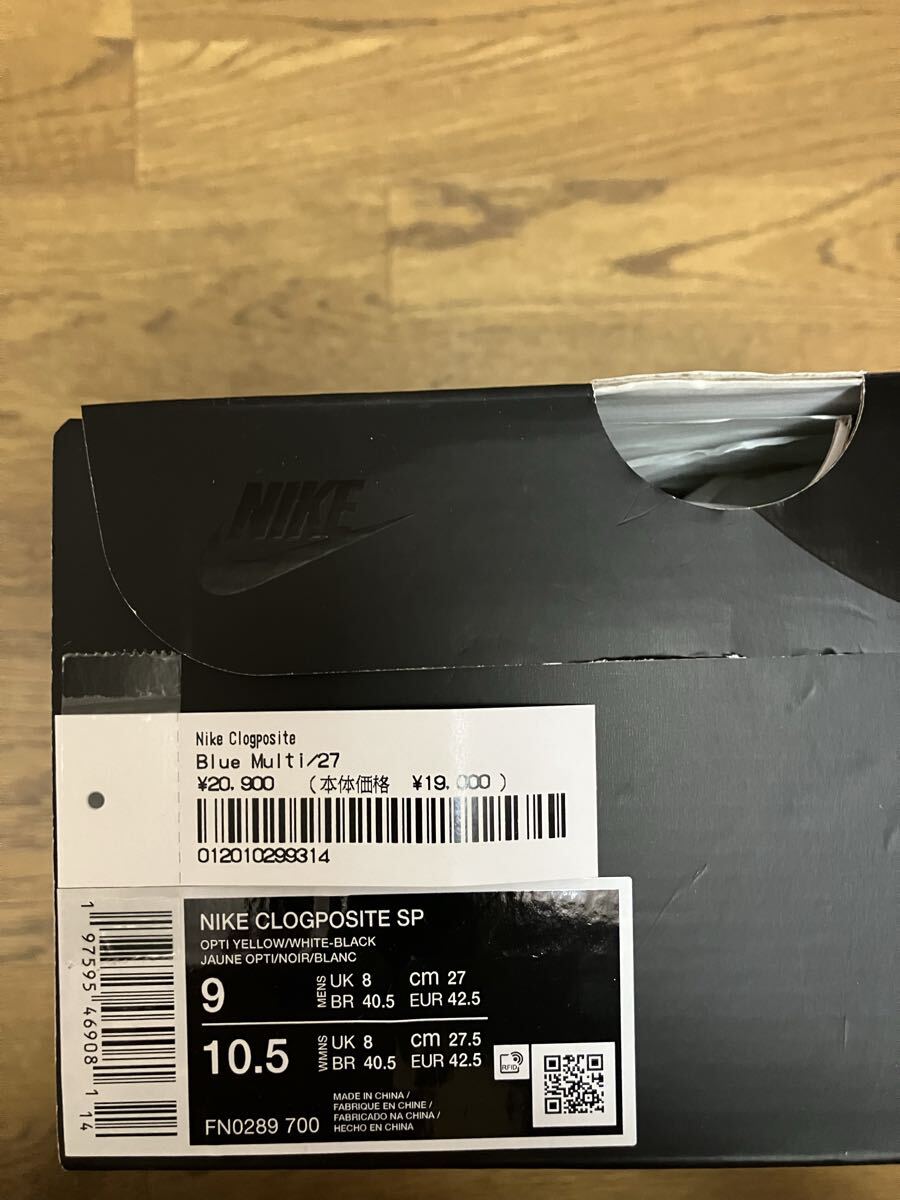 NIKE
Nike Clogposite
Blue Multi/27
¥20,900 (本体価格 ¥19,000)
012010299314
NIKE CLOGPOSITE SP
OPTI YELLOW/WHITE-BLACK
JAUNE OPTI/NOIR/BLANC
9 MENS UK 8 cm 27
BR 40.5 EUR 42.5
10.5 WMNS UK 8 cm 27.5
BR 40.5 EUR 42.5
RFID
FN0289 700
MADE IN CHINA /
FABRIQUE EN CHINE /
FABRICADO NA CHINA /
HECHO EN CHINA
1 97595 46908 1 14